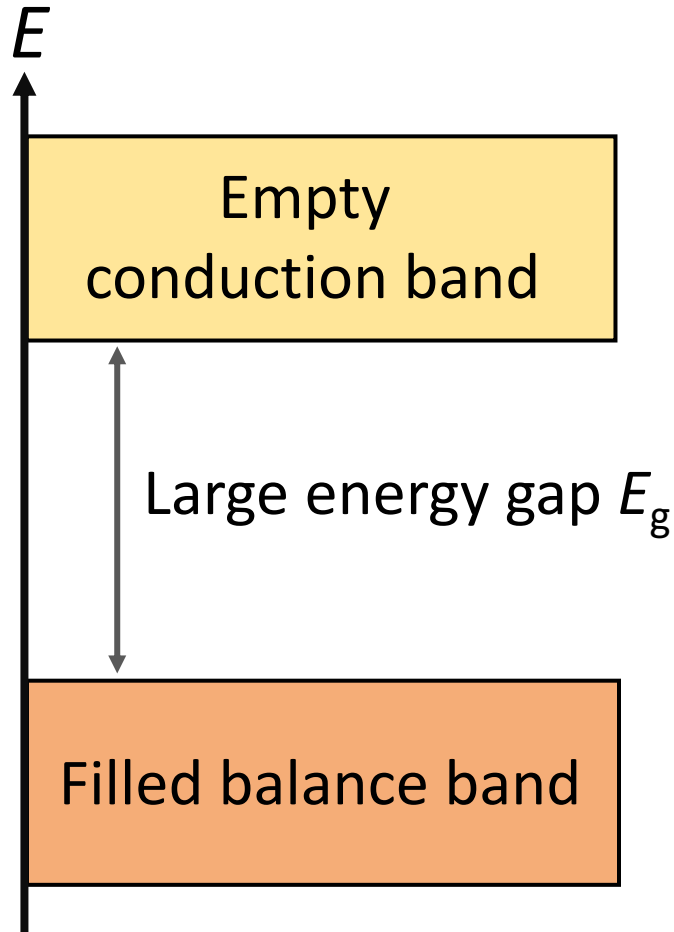 E
Empty
conduction band
Large energy gap Eg
Filled balance band